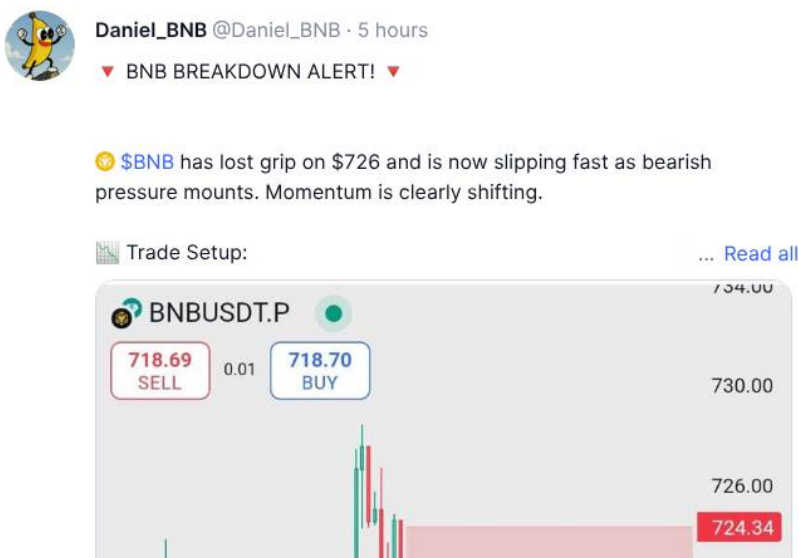 Daniel_BNB @Daniel_BNB · 5 hours
🔻 BNB BREAKDOWN ALERT! 🔻
$BNB has lost grip on $726 and is now slipping fast as bearish
pressure mounts. Momentum is clearly shifting.
📉 Trade Setup:
... Read all
734.00
BNBUSDT.P
718.69
SELL
0.01
718.70
BUY
730.00
726.00
724.34